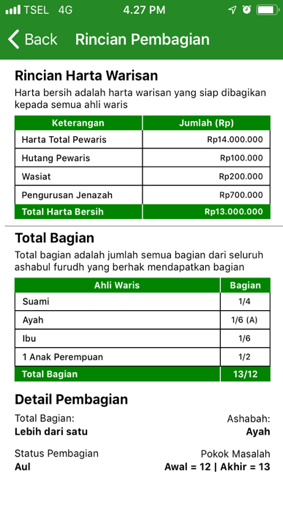 TSEL 4G 4.27 PM
Back Rincian Pembagian
Rincian Harta Warisan
Harta bersih adalah harta warisan yang siap dibagikan
kepada semua ahli waris
Keterangan Jumlah (Rp)
Harta Total Pewaris Rp14.000.000
Hutang Pewaris Rp100.000
Wasiat Rp200.000
Pengurusan Jenazah Rp700.000
Total Harta Bersih Rp13.000.000
Total Bagian
Total bagian adalah jumlah semua bagian dari seluruh
ashabul furudh yang berhak mendapatkan bagian
Ahli Waris Bagian
Suami 1/4
Ayah 1/6 (A)
Ibu 1/6
1 Anak Perempuan 1/2
Total Bagian 13/12
Detail Pembagian
Total Bagian: Ashabah:
Lebih dari satu Ayah
Status Pembagian Pokok Masalah
Aul Awal = 12 | Akhir = 13